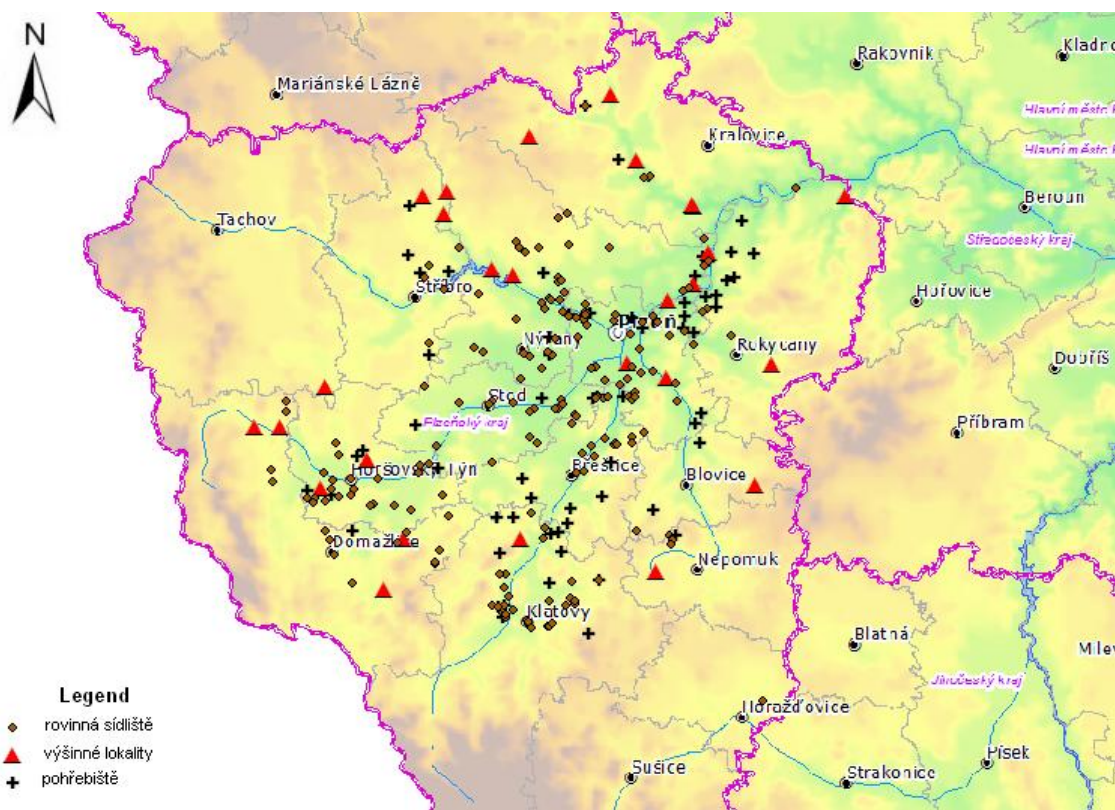 N
Mariánské Lázně
Rakovník
Kladno
Hlavní město
Kralovice
Hlavní město
Beroun
Tachov
Středočeský kraj
Hořovice
Stříbro
Plzeň
Nýřany
Rokycany
Dobříš
Stod
Plzeňský kraj
Příbram
Horšovský Týn
Přeštice
Blovice
Domažlice
Nepomuk
Klatovy
Blatná
Jihočeský kraj
Horažďovice
Písek
Sušice
Strakonice
Legend
rovinná sídliště
výšinné lokality
pohřebiště